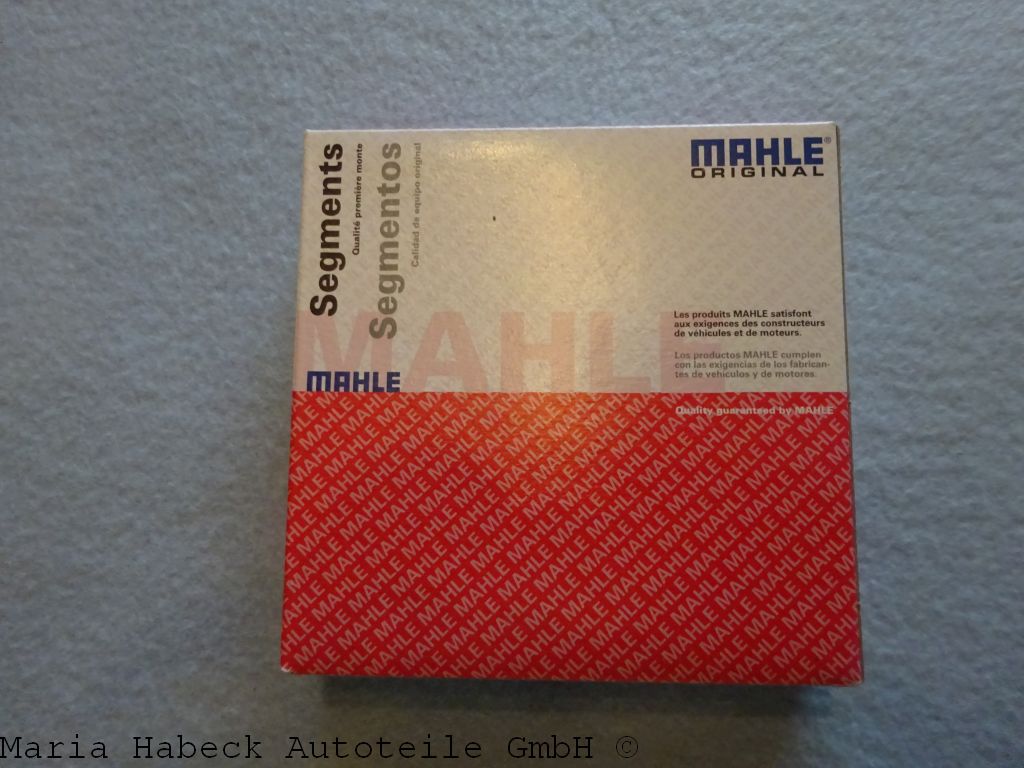 Segments
Qualité première monte
Segmentos
Calidad de equipo original
MAHLE®
ORIGINAL
MAHLE
Les produits MAHLE satisfont
aux exigences des constructeurs
de véhicules et de moteurs.
Los productos MAHLE cumplen
con las exigencias de los fabrican-
tes de vehículos y de motores.
MAHLE
Quality guaranteed by MAHLE
Maria Habeck Autoteile GmbH ©